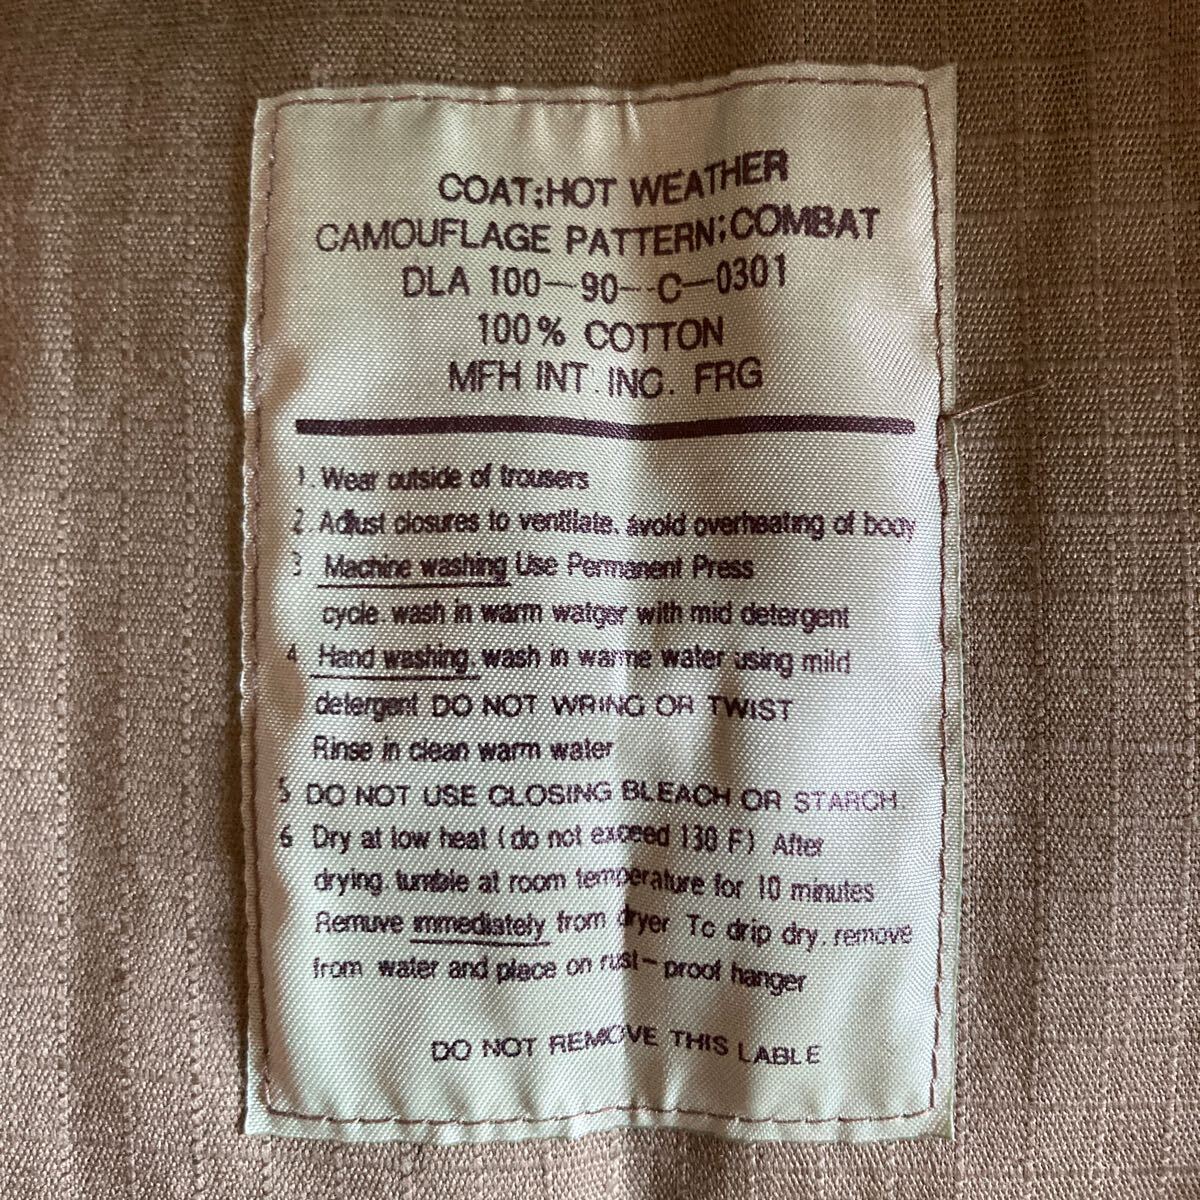 COAT;HOT WEATHER
CAMOUFLAGE PATTERN;COMBAT
DLA 100-90-C-0301
100% COTTON
MFH INT. INC. FRG
1. Wear outside of trousers
2 Adjust closures to ventilate. avoid overheating of body
3 Machine washing Use Permanent Press
cycle. wash in warm watger with mid detergent
4 Hand washing. wash in warme water using mild
detergent DO NOT WRING OR TWIST
Rinse in clean warm water
5 DO NOT USE CLOSING BLEACH OR STARCH
6 Dry at low heat (do not exceed 130 F) After
drying. tumble at room temperature for 10 minutes
Remuve immediately from dryer To drip dry. remove
from water and place on rust-proof hanger
DO NOT REMOVE THIS LABLE